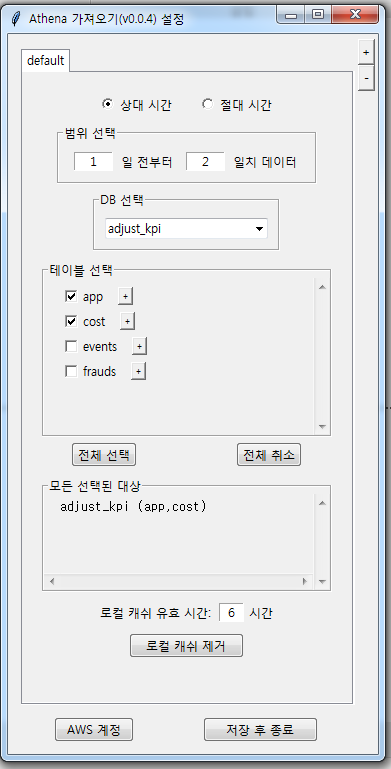 Athena 가져오기(v0.0.4) 설정
default
+
-
상대 시간 절대 시간
범위 선택
1 일 전부터 2 일치 데이터
DB 선택
adjust_kpi
테이블 선택
app +
cost +
events +
frauds +
전체 선택 전체 취소
모든 선택된 대상
adjust_kpi (app,cost)
로컬 캐쉬 유효 시간: 6 시간
로컬 캐쉬 제거
AWS 계정 저장 후 종료